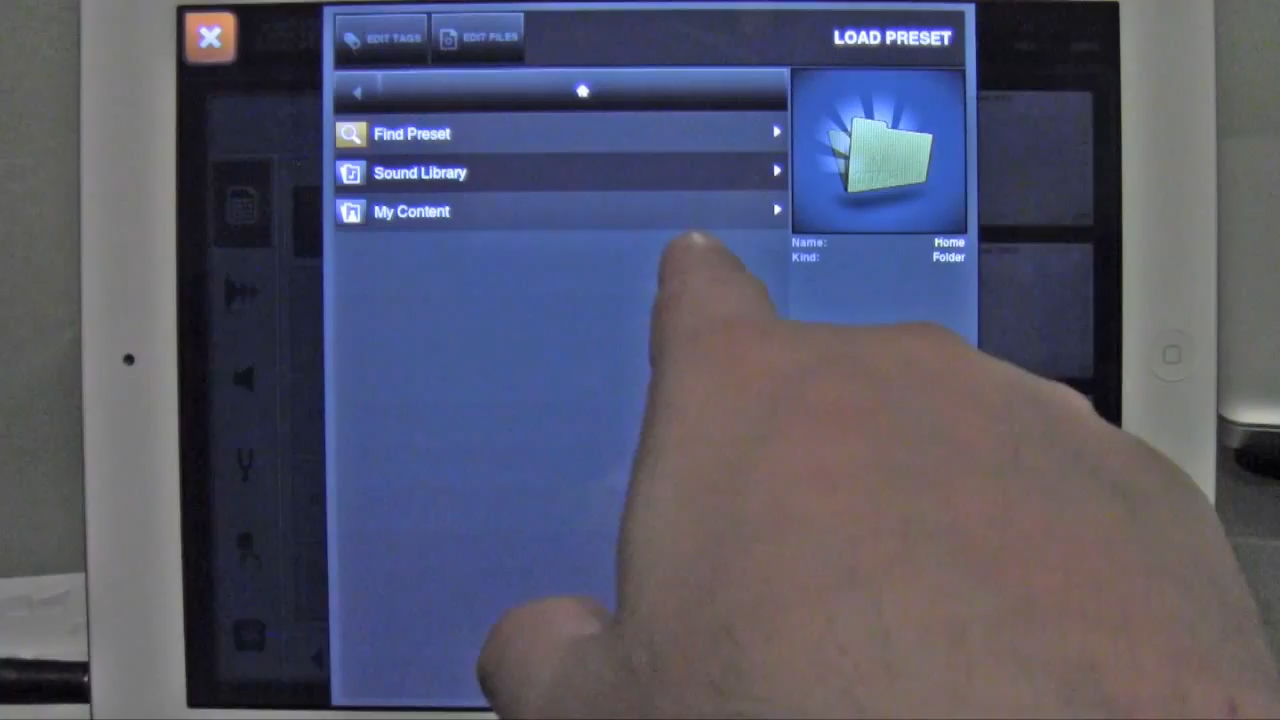 EDIT TAGS
EDIT FILES
LOAD PRESET
Find Preset
Sound Library
My Content
Name: Home
Kind: Folder